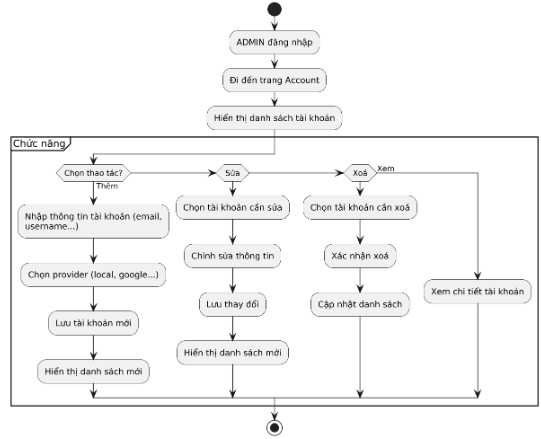 ADMIN đăng nhập
Đi đến trang Account
Hiển thị danh sách tài khoản
Chức năng
Chọn thao tác?
Thêm
Nhập thông tin tài khoản (email,
username...)
Chọn provider (local, google...)
Lưu tài khoản mới
Hiển thị danh sách mới
Sửa
Chọn tài khoản cần sửa
Chỉnh sửa thông tin
Lưu thay đổi
Hiển thị danh sách mới
Xoá
Chọn tài khoản cần xoá
Xác nhận xoá
Cập nhật danh sách
Xem
Xem chi tiết tài khoản